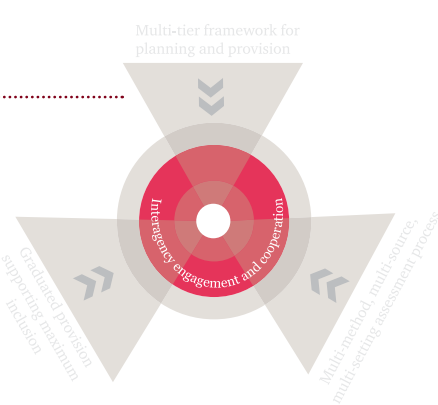 Multi-tier framework for
planning and provision
Interagency engagement and cooperation
Graduated provision
supporting maximum
inclusion
Multi-method, multi-source,
multi-setting assessment process